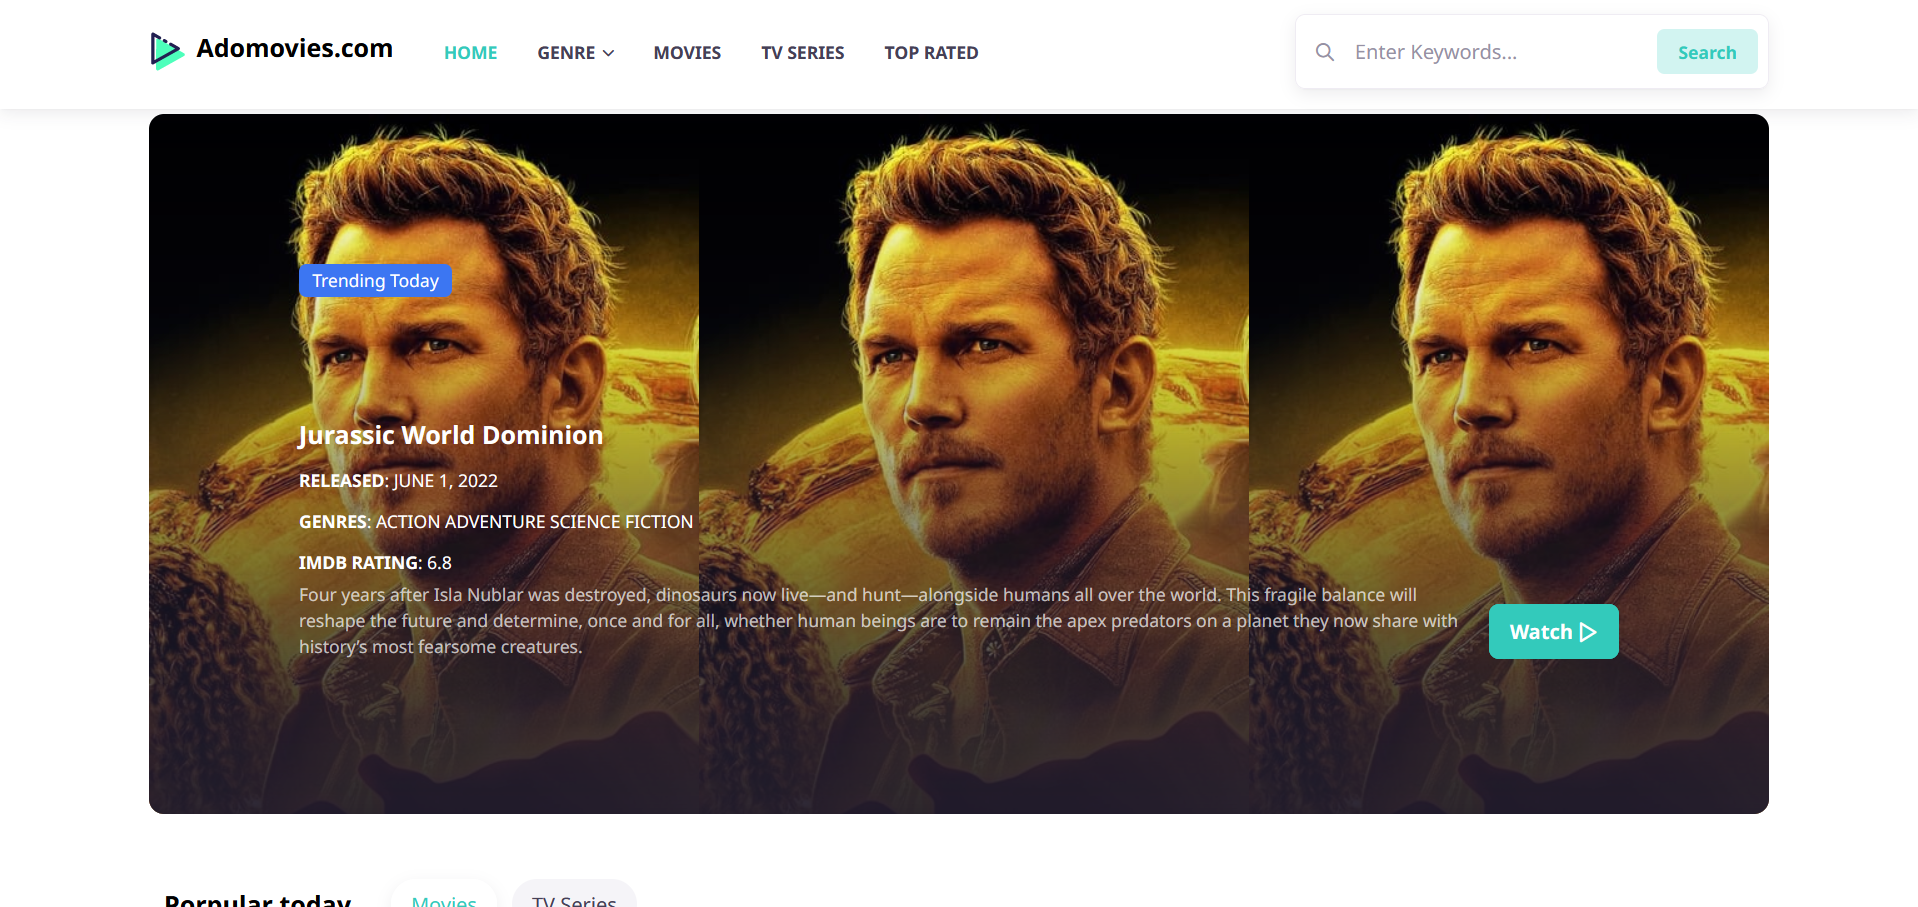 Adomovies.com
HOME
GENRE
MOVIES
TV SERIES
TOP RATED
Enter Keywords...
Search
Trending Today
Jurassic World Dominion
RELEASED: JUNE 1, 2022
GENRES: ACTION ADVENTURE SCIENCE FICTION
IMDB RATING: 6.8
Four years after Isla Nublar was destroyed, dinosaurs now live—and hunt—alongside humans all over the world. This fragile balance will
reshape the future and determine, once and for all, whether human beings are to remain the apex predators on a planet they now share with
history’s most fearsome creatures.
Watch
Porpular today
Movies
TV Series